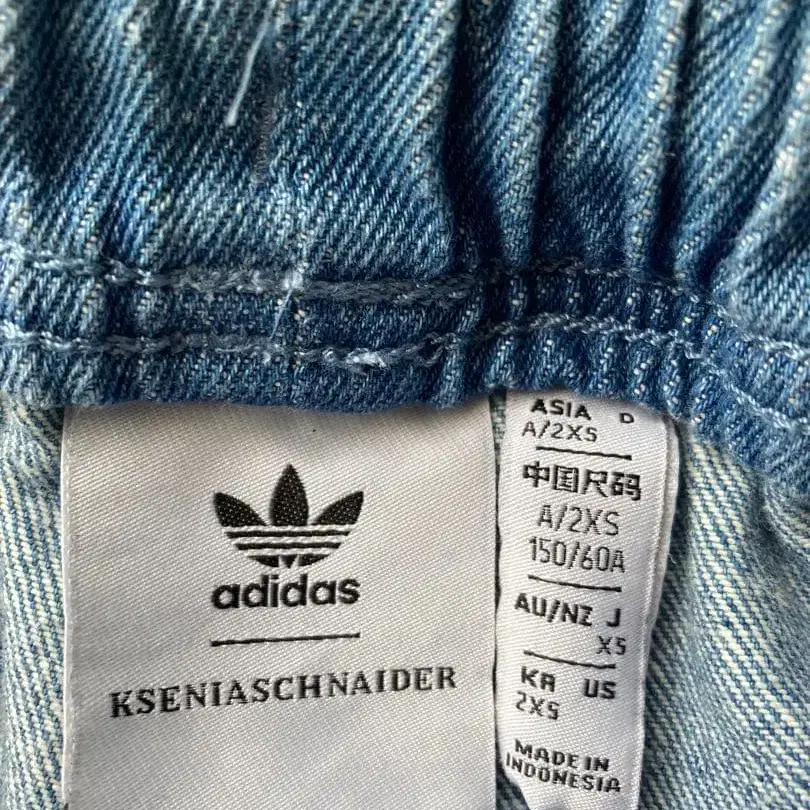 adidas
KSENIASCHNAIDER
ASIA D
A/2XS
中国尺码
A/2XS
150/60A
AU/NZ J
XS
KR US
2XS
MADE IN
INDONESIA